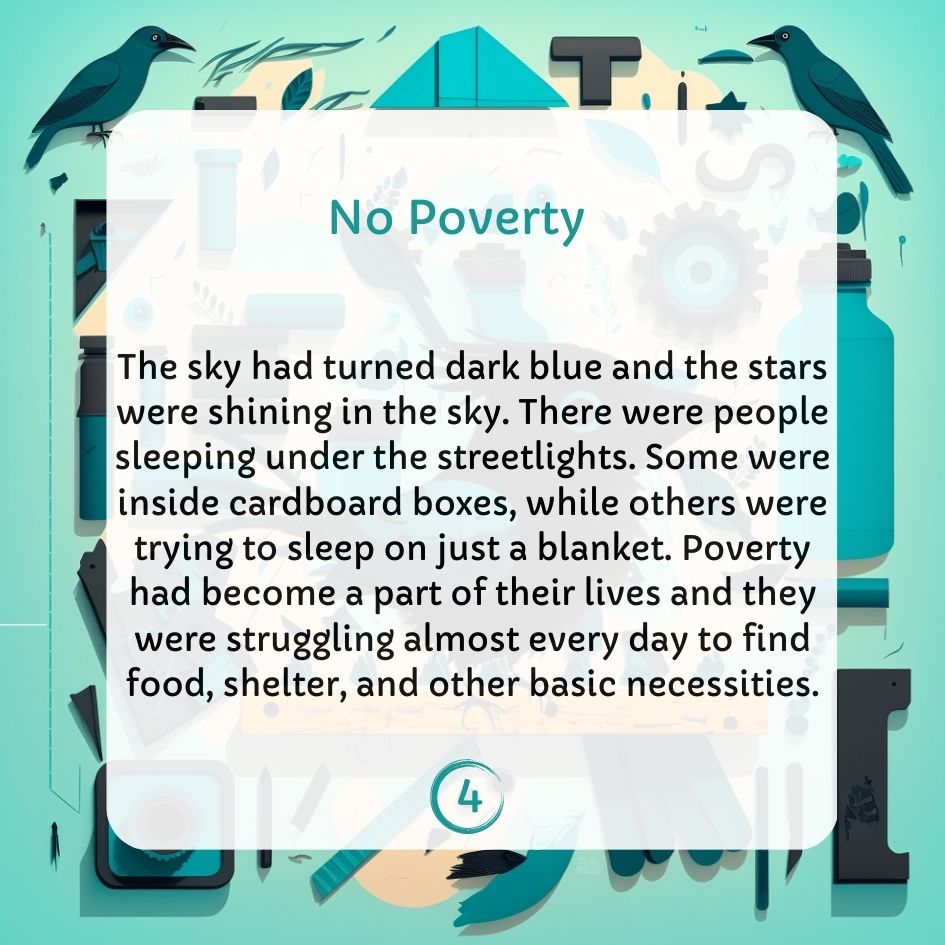 No Poverty
The sky had turned dark blue and the stars
were shining in the sky. There were people
sleeping under the streetlights. Some were
inside cardboard boxes, while others were
trying to sleep on just a blanket. Poverty
had become a part of their lives and they
were struggling almost every day to find
food, shelter, and other basic necessities.
4